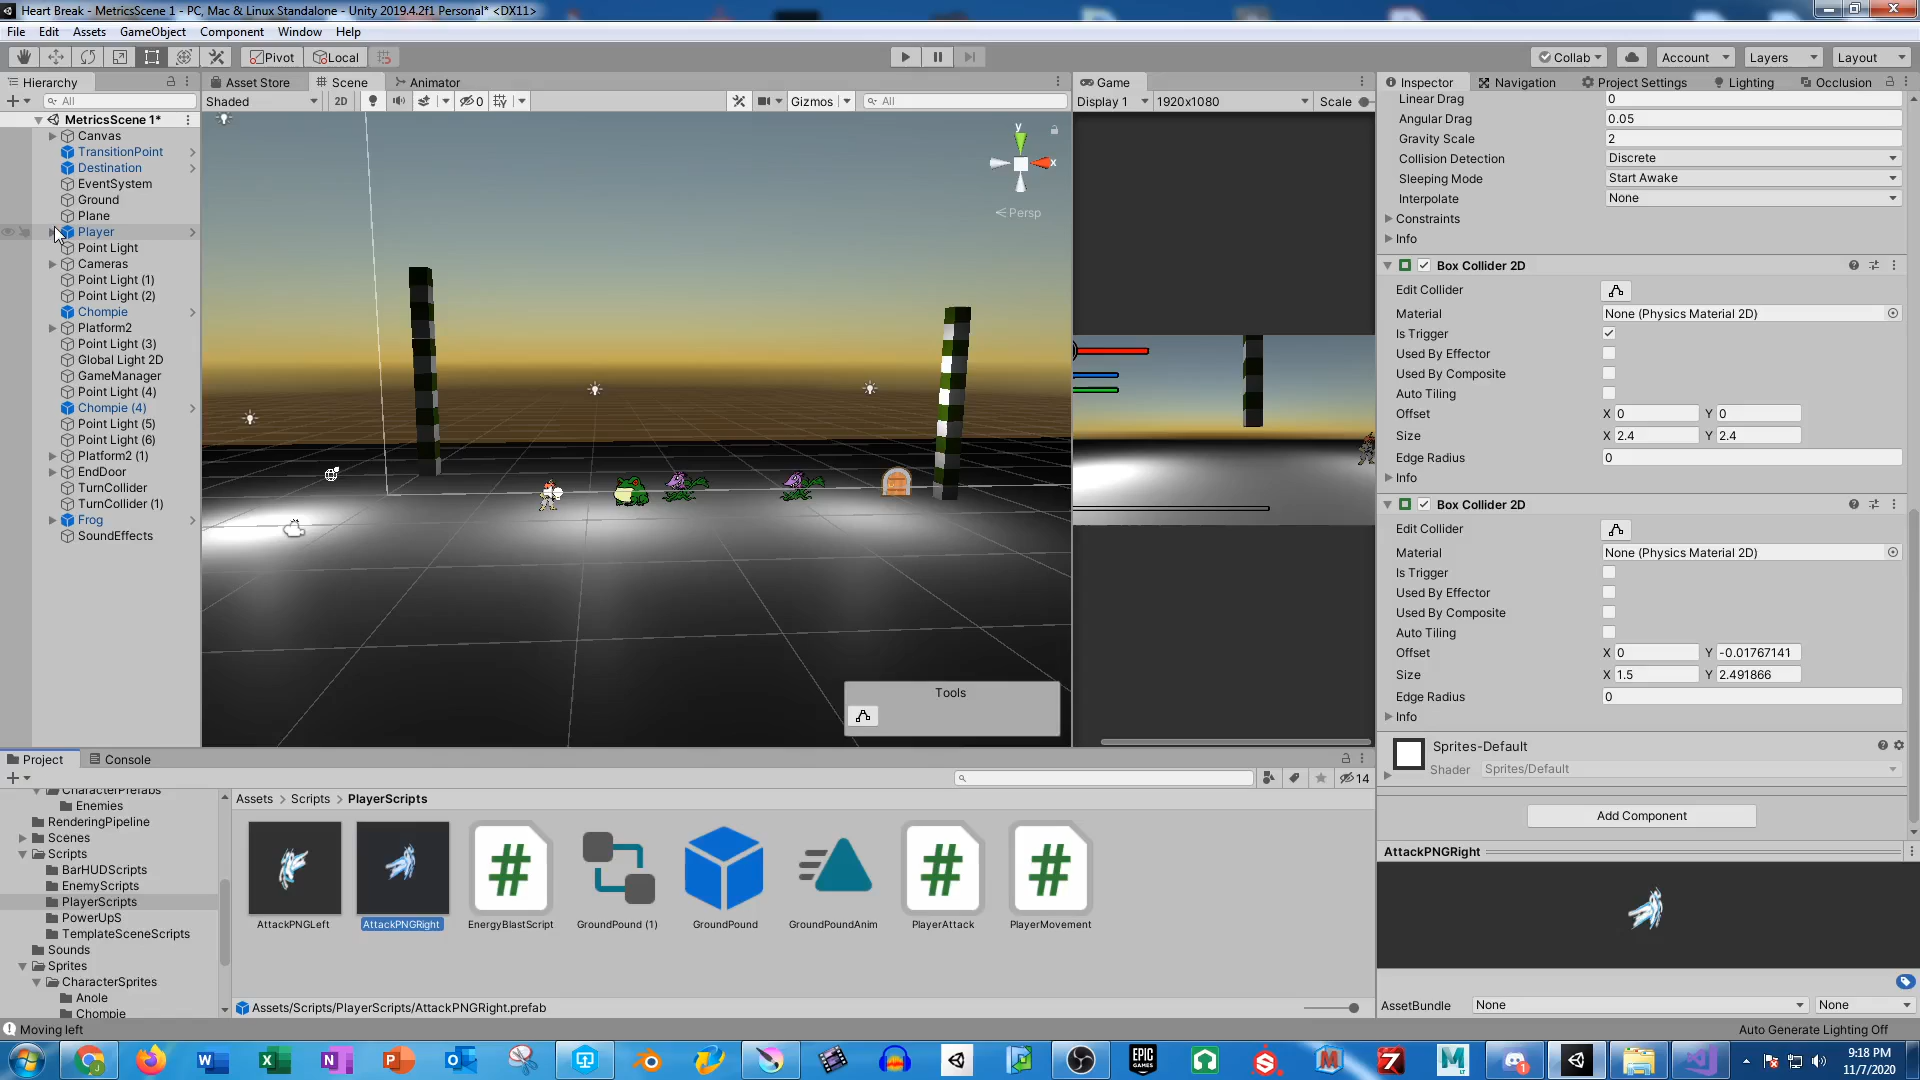 Heart Break - MetricsScene 1 - PC, Mac & Linux Standalone - Unity 2019.4.2f1 Personal* <DX11>
File Edit Assets GameObject Component Window Help
Pivot Local Collab Account Layers Layout
Hierarchy
All
MetricsScene 1*
Canvas
TransitionPoint
Destination
EventSystem
Ground
Plane
Player
Point Light
Cameras
Point Light (1)
Point Light (2)
Chompie
Platform2
Point Light (3)
Global Light 2D
GameManager
Point Light (4)
Chompie (4)
Point Light (5)
Point Light (6)
Platform2 (1)
EndDoor
TurnCollider
TurnCollider (1)
Frog
SoundEffects
Asset Store Scene Animator
Shaded 2D 0 Gizmos All
y
x
Persp
Tools
Game
Display 1 1920x1080 Scale
Inspector Navigation Project Settings Lighting Occlusion
Linear Drag 0
Angular Drag 0.05
Gravity Scale 2
Collision Detection Discrete
Sleeping Mode Start Awake
Interpolate None
Constraints
Info
Box Collider 2D
Edit Collider
Material None (Physics Material 2D)
Is Trigger
Used By Effector
Used By Composite
Auto Tiling
Offset X 0 Y 0
Size X 2.4 Y 2.4
Edge Radius 0
Info
Box Collider 2D
Edit Collider
Material None (Physics Material 2D)
Is Trigger
Used By Effector
Used By Composite
Auto Tiling
Offset X 0 Y -0.01767141
Size X 1.5 Y 2.491866
Edge Radius 0
Info
Sprites-Default
Shader Sprites/Default
Add Component
AttackPNGRight
AssetBundle None None
Project Console
14
CharacterPrefabs
Enemies
RenderingPipeline
Scenes
Scripts
BarHUDScripts
EnemyScripts
PlayerScripts
PowerUpS
TemplateSceneScripts
Sounds
Sprites
CharacterSprites
Anole
Chompie
Assets > Scripts > PlayerScripts
AttackPNGLeft AttackPNGRight EnergyBlastScript GroundPound (1) GroundPound GroundPoundAnim PlayerAttack PlayerMovement
Assets/Scripts/PlayerScripts/AttackPNGRight.prefab
Moving left
Auto Generate Lighting Off
9:18 PM
11/7/2020